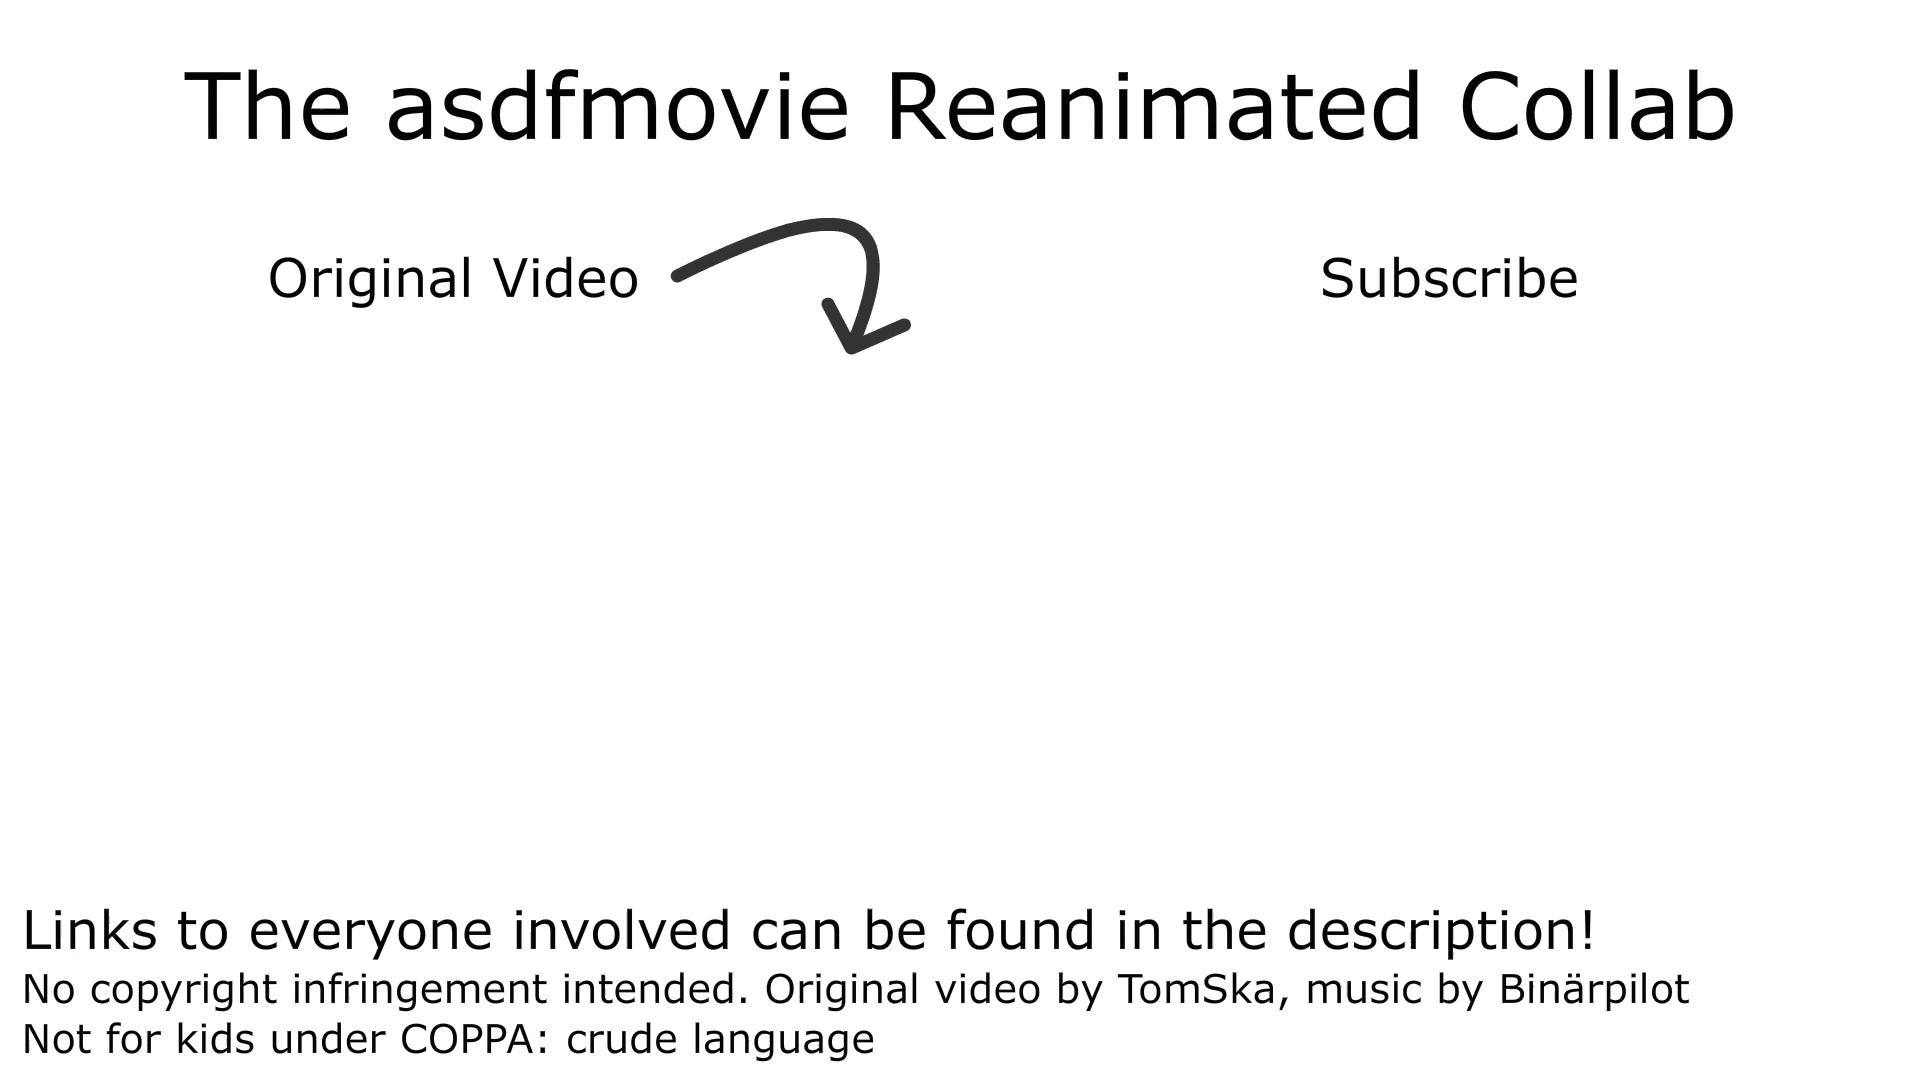 The asdfmovie Reanimated Collab
Original Video
Subscribe
Links to everyone involved can be found in the description!
No copyright infringement intended. Original video by TomSka, music by Binärpilot
Not for kids under COPPA: crude language